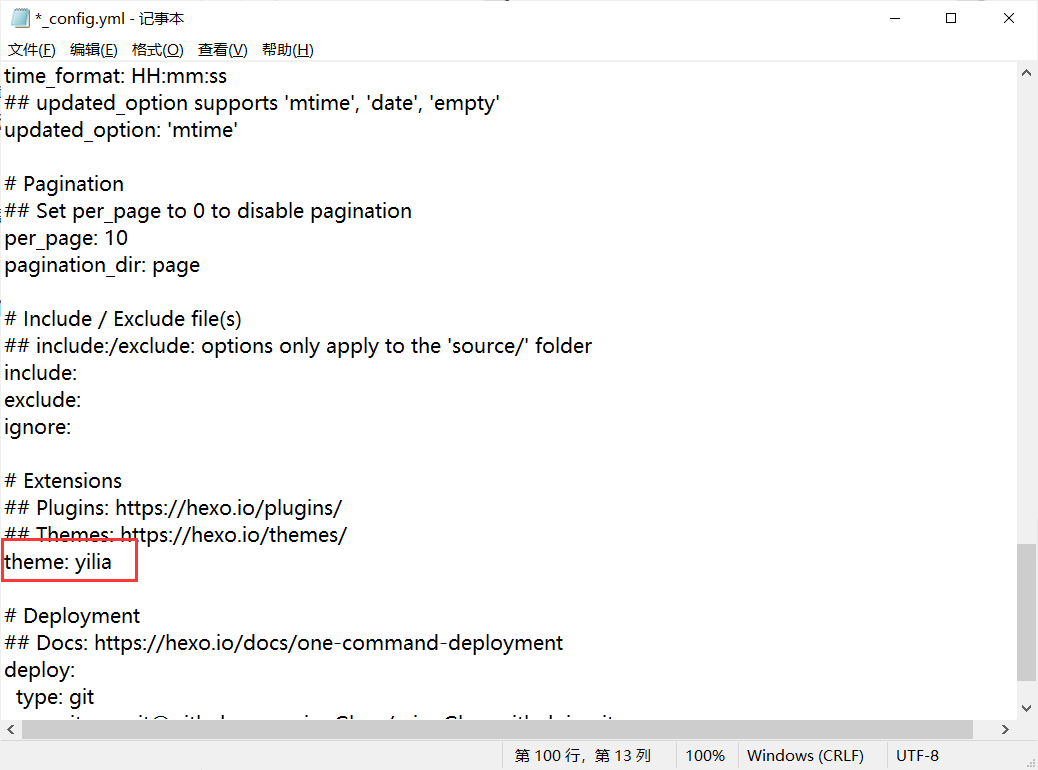 *_config.yml - 记事本
文件(F) 编辑(E) 格式(O) 查看(V) 帮助(H)
time_format: HH:mm:ss
## updated_option supports 'mtime', 'date', 'empty'
updated_option: 'mtime'
# Pagination
## Set per_page to 0 to disable pagination
per_page: 10
pagination_dir: page
# Include / Exclude file(s)
## include:/exclude: options only apply to the 'source/' folder
include:
exclude:
ignore:
# Extensions
## Plugins: https://hexo.io/plugins/
## Themes: https://hexo.io/themes/
theme: yilia
# Deployment
## Docs: https://hexo.io/docs/one-command-deployment
deploy:
  type: git
第 100 行，第 13 列 100% Windows (CRLF) UTF-8